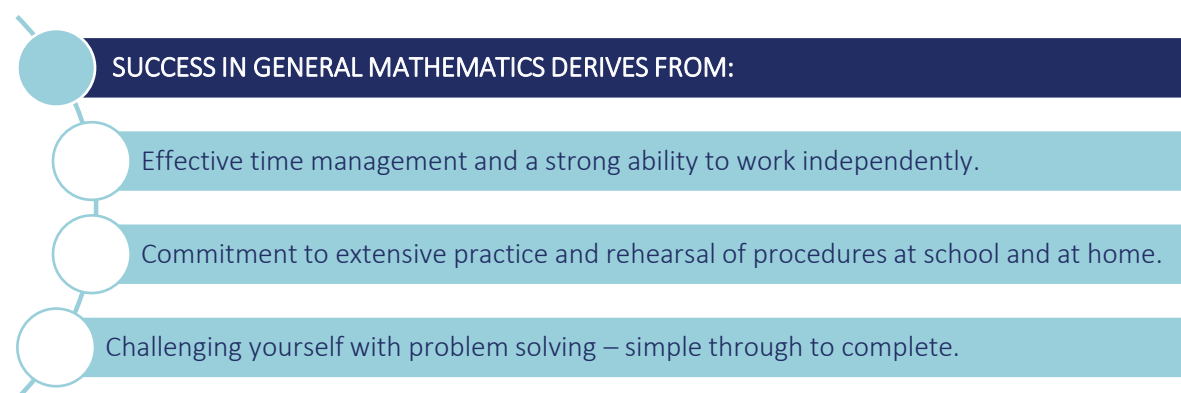 SUCCESS IN GENERAL MATHEMATICS DERIVES FROM:
Effective time management and a strong ability to work independently.
Commitment to extensive practice and rehearsal of procedures at school and at home.
Challenging yourself with problem solving – simple through to complete.